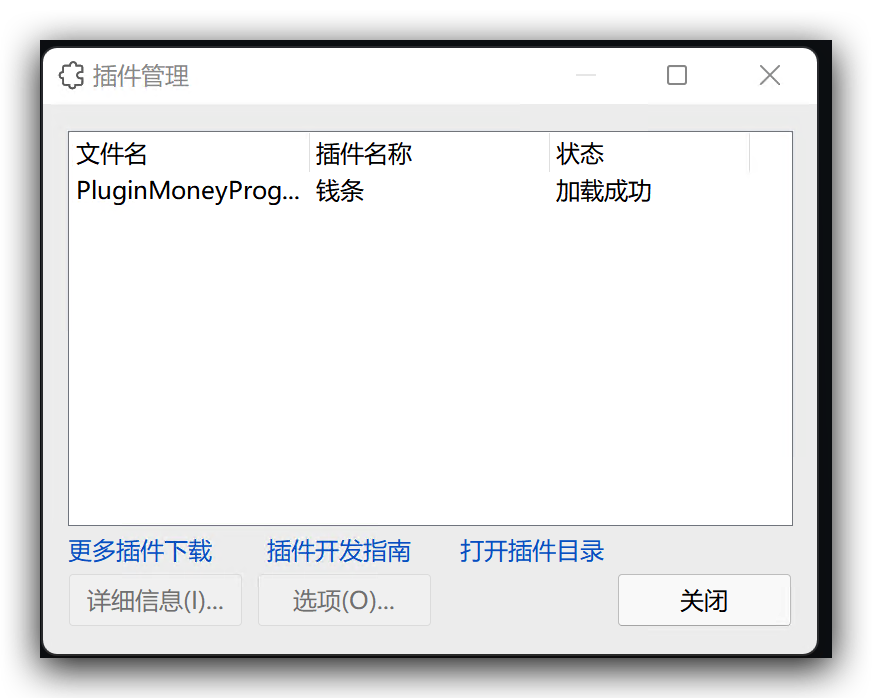 插件管理
文件名 插件名称 状态
PluginMoneyProg... 钱条 加载成功
更多插件下载 插件开发指南 打开插件目录
详细信息(I)... 选项(O)... 关闭